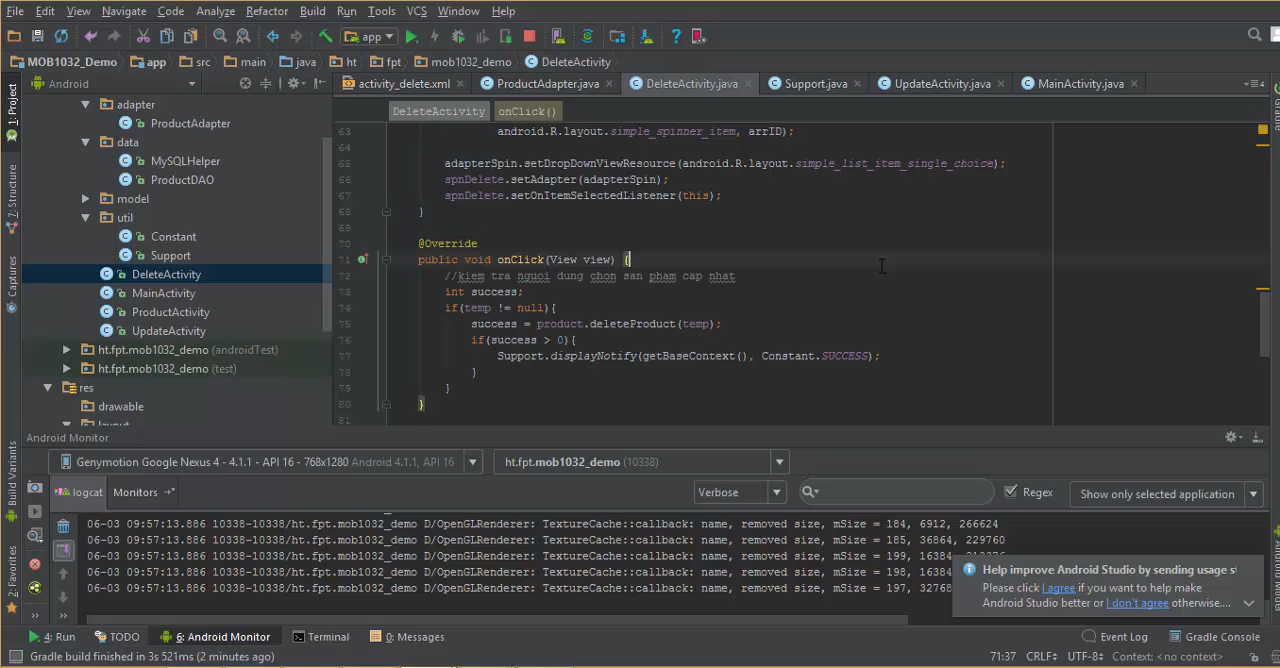 File Edit View Navigate Code Analyze Refactor Build Run Tools VCS Window Help
app
MOB1032_Demo app src main java ht fpt mob1032_demo DeleteActivity
Android
activity_delete.xml ProductAdapter.java DeleteActivity.java Support.java UpdateActivity.java MainActivity.java
DeleteActivity onClick()
1: Project
7: Structure
Captures
Build Variants
2: Favorites
adapter
ProductAdapter
data
MySQLHelper
ProductDAO
model
util
Constant
Support
DeleteActivity
MainActivity
ProductActivity
UpdateActivity
ht.fpt.mob1032_demo (androidTest)
ht.fpt.mob1032_demo (test)
res
drawable
layout
63 android.R.layout.simple_spinner_item, arrID);
64
65 adapterSpin.setDropDownViewResource(android.R.layout.simple_list_item_single_choice);
66 spnDelete.setAdapter(adapterSpin);
67 spnDelete.setOnItemSelectedListener(this);
68 }
69
70 @Override
71 public void onClick(View view) {
72 //kiem tra nguoi dung chon san pham cap nhat
73 int success;
74 if(temp != null){
75 success = product.deleteProduct(temp);
76 if(success > 0){
77 Support.displayNotify(getBaseContext(), Constant.SUCCESS);
78 }
79 }
80 }
81
Android Monitor
Genymotion Google Nexus 4 - 4.1.1 - API 16 - 768x1280 Android 4.1.1, API 16 ht.fpt.mob1032_demo (10338)
logcat Monitors Verbose Regex Show only selected application
06-03 09:57:13.886 10338-10338/ht.fpt.mob1032_demo D/OpenGLRenderer: TextureCache::callback: name, removed size, mSize = 184, 6912, 266624
06-03 09:57:13.886 10338-10338/ht.fpt.mob1032_demo D/OpenGLRenderer: TextureCache::callback: name, removed size, mSize = 185, 36864, 229760
06-03 09:57:13.886 10338-10338/ht.fpt.mob1032_demo D/OpenGLRenderer: TextureCache::callback: name, removed size, mSize = 199, 16384
06-03 09:57:13.886 10338-10338/ht.fpt.mob1032_demo D/OpenGLRenderer: TextureCache::callback: name, removed size, mSize = 198, 16384
06-03 09:57:13.886 10338-10338/ht.fpt.mob1032_demo D/OpenGLRenderer: TextureCache::callback: name, removed size, mSize = 197, 32768
Help improve Android Studio by sending usage
Please click I agree if you want to help make
Android Studio better or I don't agree otherwise....
4: Run TODO 6: Android Monitor Terminal 0: Messages Event Log Gradle Console
Gradle build finished in 3s 521ms (2 minutes ago) 71:37 CRLF UTF-8 Context: <no context>